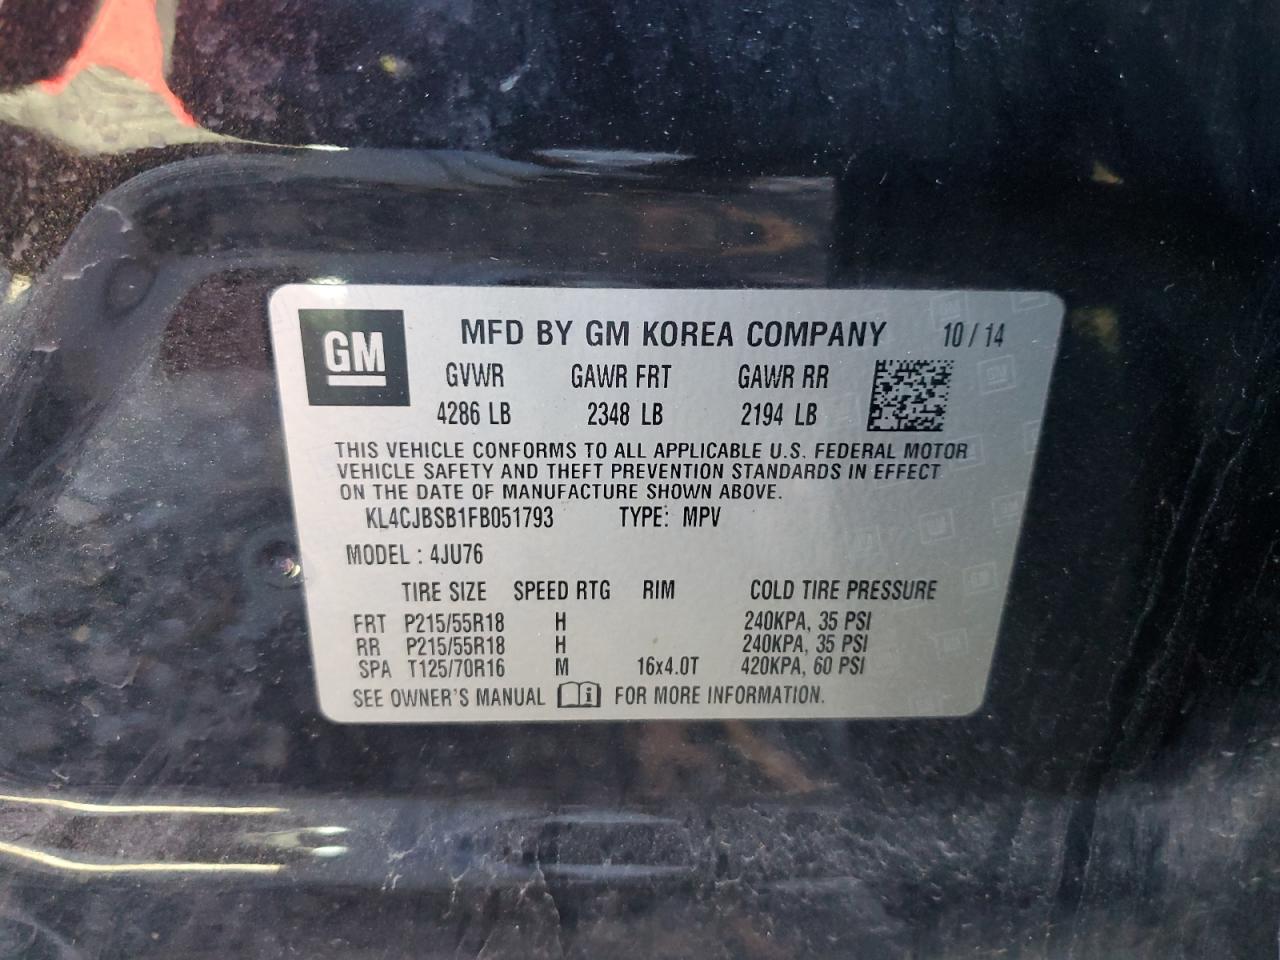 GM MFD BY GM KOREA COMPANY 10 / 14
GVWR GAWR FRT GAWR RR
4286 LB 2348 LB 2194 LB
THIS VEHICLE CONFORMS TO ALL APPLICABLE U.S. FEDERAL MOTOR
VEHICLE SAFETY AND THEFT PREVENTION STANDARDS IN EFFECT
ON THE DATE OF MANUFACTURE SHOWN ABOVE.
KL4CJBSB1FB051793 TYPE: MPV
MODEL : 4JU76
TIRE SIZE SPEED RTG RIM COLD TIRE PRESSURE
FRT P215/55R18 H 240KPA, 35 PSI
RR P215/55R18 H 240KPA, 35 PSI
SPA T125/70R16 M 16x4.0T 420KPA, 60 PSI
SEE OWNER'S MANUAL i FOR MORE INFORMATION.